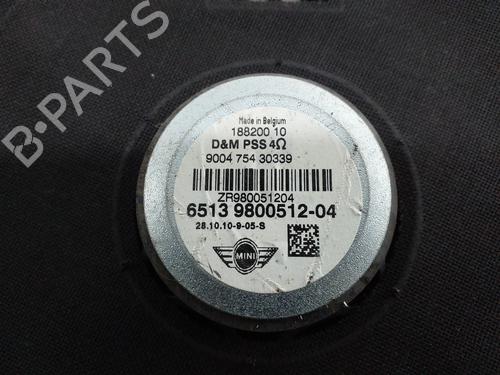 B-PARTS
Made in Belgium
188200 10
D&M PSS 4Ω
9004 754 30339
ZR980051204
6513 9800512-04
28.10.10-9-05-S
MINI